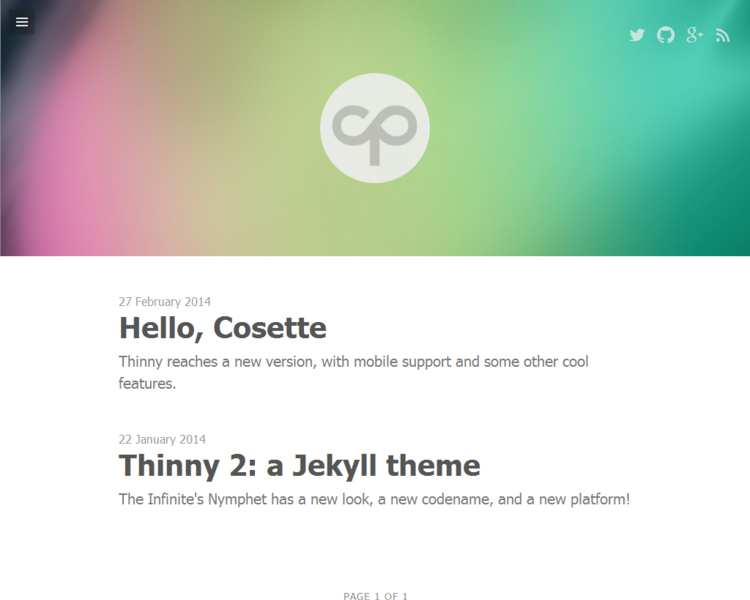 27 February 2014
Hello, Cosette
Thinny reaches a new version, with mobile support and some other cool
features.
22 January 2014
Thinny 2: a Jekyll theme
The Infinite's Nymphet has a new look, a new codename, and a new platform!
PAGE 1 OF 1